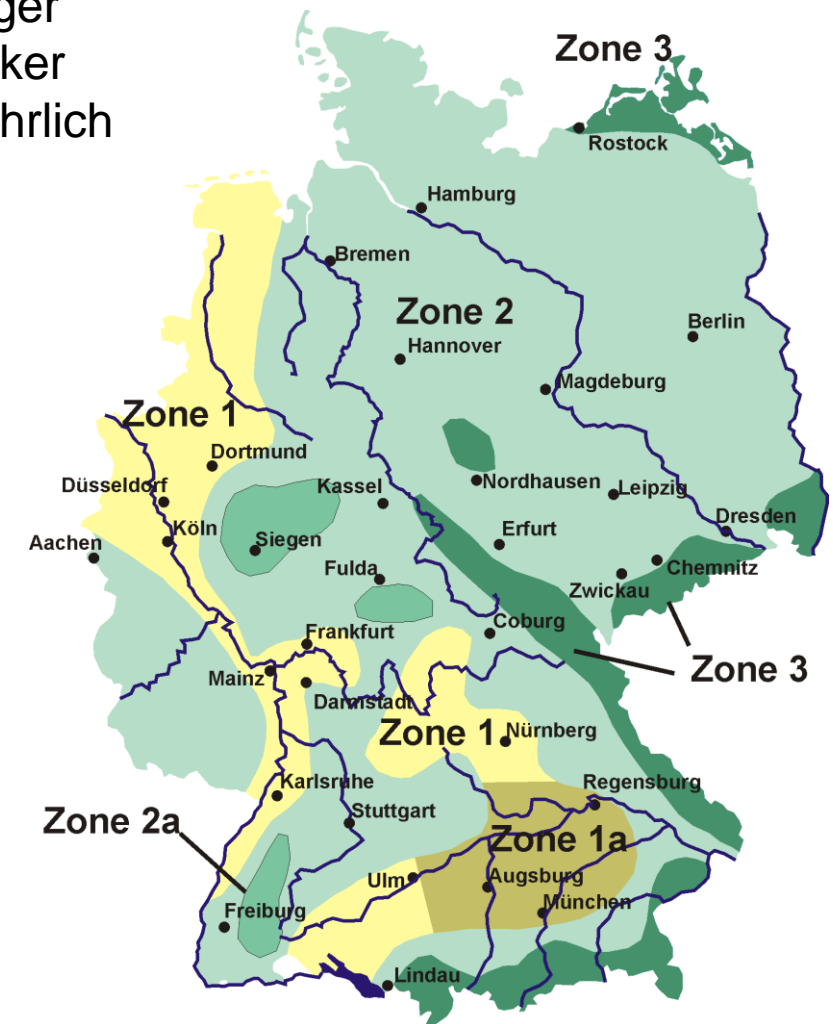 ger
ker
hrlich
Zone 3
Rostock
Hamburg
Bremen
Zone 2
Berlin
Hannover
Magdeburg
Zone 1
Dortmund
Düsseldorf
Kassel
Nordhausen
Leipzig
Köln
Siegen
Erfurt
Dresden
Aachen
Fulda
Chemnitz
Zwickau
Coburg
Frankfurt
Zone 3
Mainz
Darmstadt
Zone 1
Nürnberg
Karlsruhe
Regensburg
Zone 2a
Stuttgart
Zone 1a
Ulm
Augsburg
München
Freiburg
Lindau